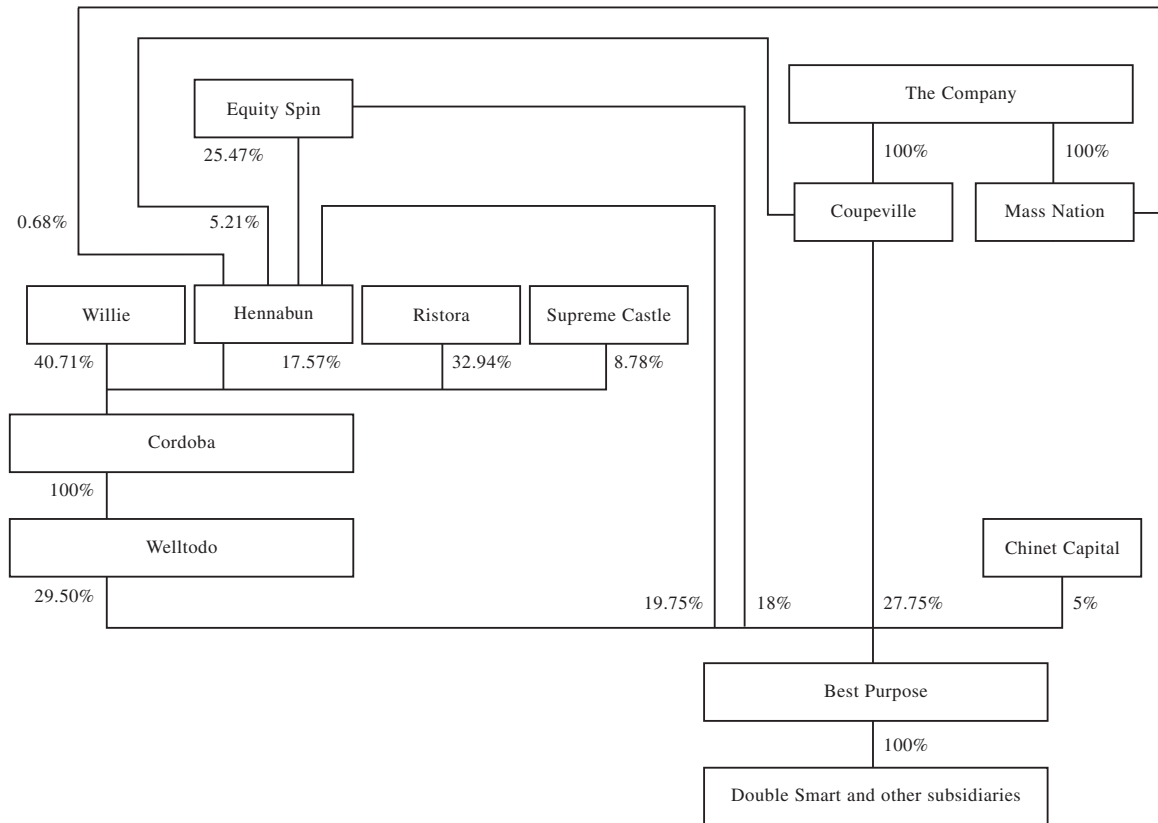 The Company
Equity Spin
25.47%
100%
100%
0.68%
5.21%
Coupeville
Mass Nation
Willie
Hennabun
Ristora
Supreme Castle
40.71%
17.57%
32.94%
8.78%
Cordoba
100%
Welltodo
Chinet Capital
29.50%
19.75%
18%
27.75%
5%
Best Purpose
100%
Double Smart and other subsidiaries